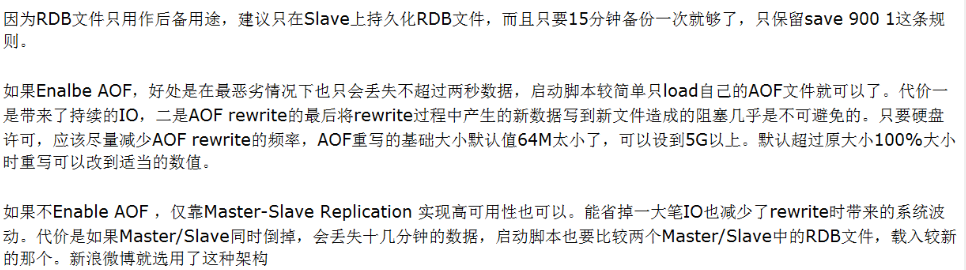 因为RDB文件只用作后备用途，建议只在Slave上持久化RDB文件，而且只要15分钟备份一次就够了，只保留save 900 1这条规
则。
如果Enalbe AOF，好处是在最恶劣情况下也只会丢失不超过两秒数据，启动脚本较简单只load自己的AOF文件就可以了。代价一
是带来了持续的IO，二是AOF rewrite的最后将rewrite过程中产生的新数据写到新文件造成的阻塞几乎是不可避免的。只要硬盘
许可，应该尽量减少AOF rewrite的频率，AOF重写的基础大小默认值64M太小了，可以设到5G以上。默认超过原大小100%大小
时重写可以改到适当的数值。
如果不Enable AOF ，仅靠Master-Slave Replication 实现高可用性也可以。能省掉一大笔IO也减少了rewrite时带来的系统波
动。代价是如果Master/Slave同时倒掉，会丢失十几分钟的数据，启动脚本也要比较两个Master/Slave中的RDB文件，载入较新
的那个。新浪微博就选用了这种架构